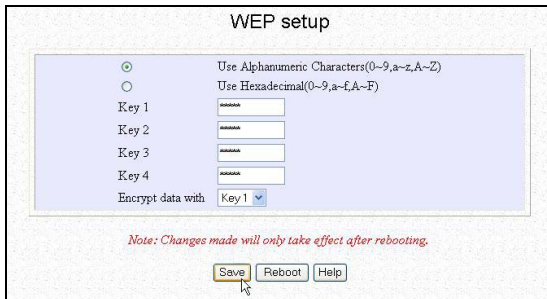 WEP setup
Use Alphanumeric Characters(0~9,a~z,A~Z)
Use Hexadecimal(0~9,a~f,A~F)
Key 1 *****
Key 2 *****
Key 3 *****
Key 4 *****
Encrypt data with Key 1
Note: Changes made will only take effect after rebooting.
Save Reboot Help